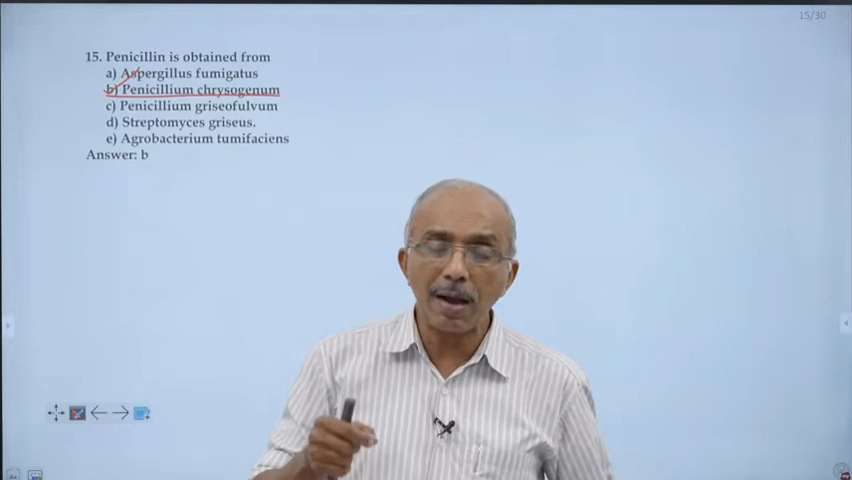 15/30
15. Penicillin is obtained from
a) Aspergillus fumigatus
b) Penicillium chrysogenum
c) Penicillium griseofulvum
d) Streptomyces griseus.
e) Agrobacterium tumifaciens
Answer: b